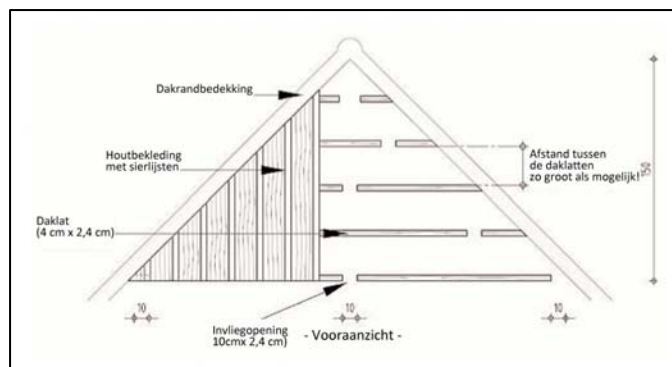 Dakrandbedekking
Houtbekleding
met sierlijsten
Afstand tussen
de daklatten
zo groot als mogelijk!
150
Daklat
(4 cm x 2,4 cm)
10
10
10
Invliegopening
10cmx 2,4 cm)
- Vooraanzicht -